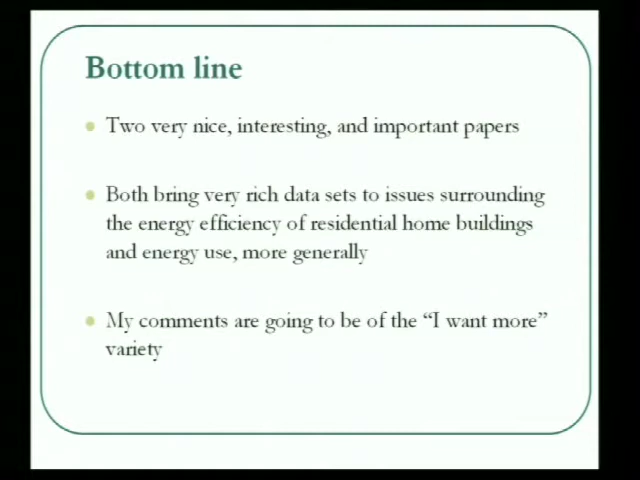 Bottom line
Two very nice, interesting, and important papers
Both bring very rich data sets to issues surrounding
the energy efficiency of residential home buildings
and energy use, more generally
My comments are going to be of the “I want more”
variety